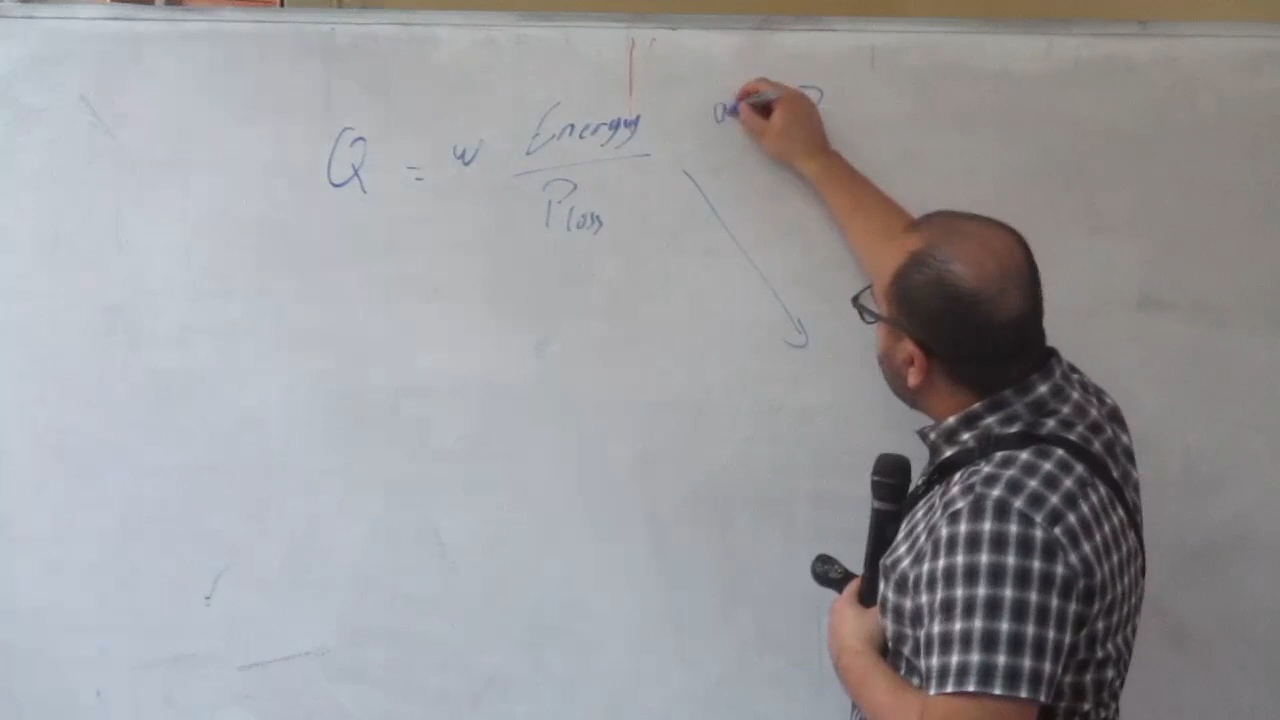 Q = w Energy / Ploss